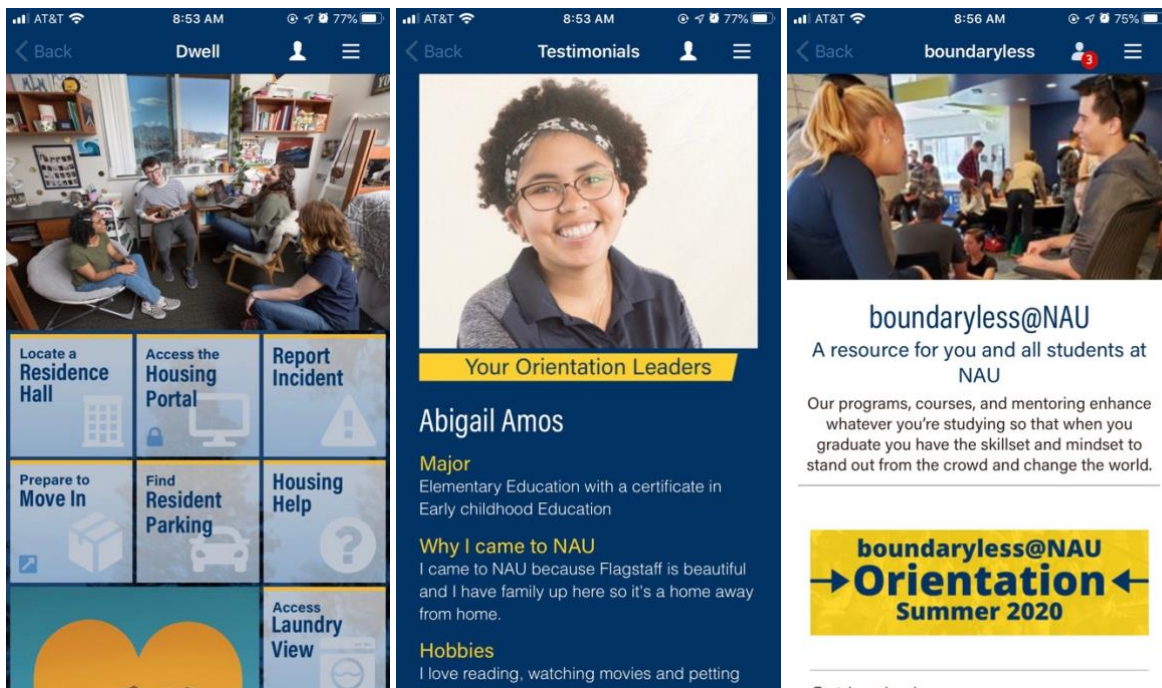 AT&T 8:53 AM 77%
Back Dwell
Locate a
Residence
Hall
Access the
Housing
Portal
Report
Incident
Prepare to
Move In
Find
Resident
Parking
Housing
Help
Access
Laundry
View
AT&T 8:53 AM 77%
Back Testimonials
Your Orientation Leaders
Abigail Amos
Major
Elementary Education with a certificate in
Early childhood Education
Why I came to NAU
I came to NAU because Flagstaff is beautiful
and I have family up here so it's a home away
from home.
Hobbies
I love reading, watching movies and petting
AT&T 8:56 AM 75%
Back boundaryless 3
boundaryless@NAU
A resource for you and all students at
NAU
Our programs, courses, and mentoring enhance
whatever you're studying so that when you
graduate you have the skillset and mindset to
stand out from the crowd and change the world.
boundaryless@NAU
Orientation
Summer 2020